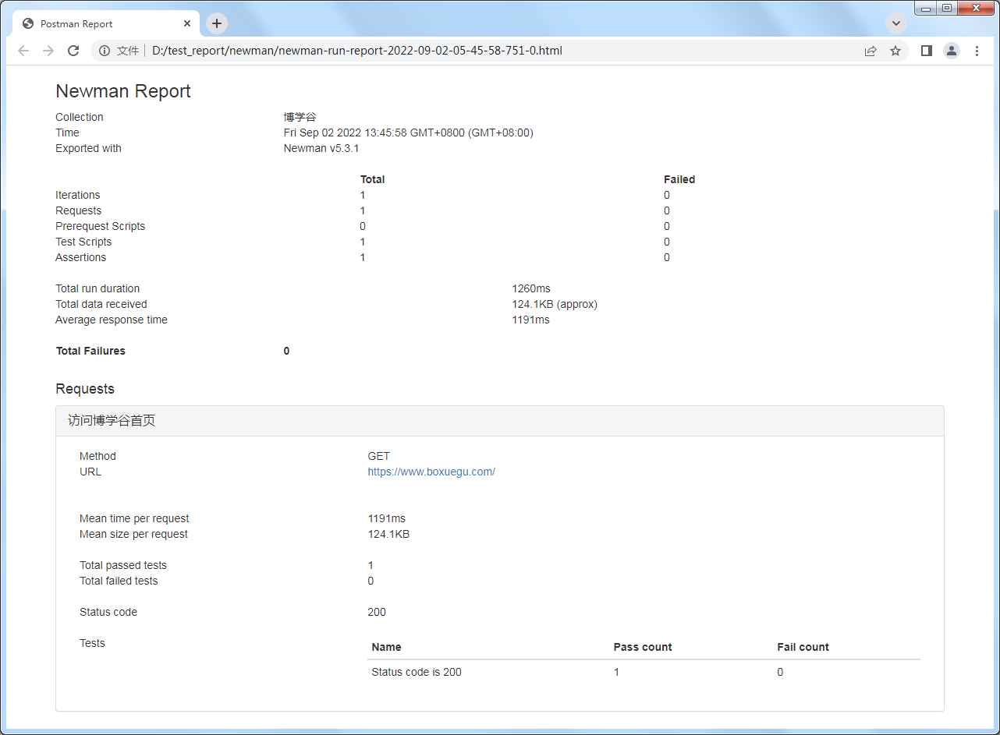 Postman Report
文件 D:/test_report/newman/newman-run-report-2022-09-02-05-45-58-751-0.html
Newman Report
Collection 博学谷
Time Fri Sep 02 2022 13:45:58 GMT+0800 (GMT+08:00)
Exported with Newman v5.3.1
Total Failed
Iterations 1 0
Requests 1 0
Prerequest Scripts 0 0
Test Scripts 1 0
Assertions 1 0
Total run duration 1260ms
Total data received 124.1KB (approx)
Average response time 1191ms
Total Failures 0
Requests
访问博学谷首页
Method GET
URL https://www.boxuegu.com/
Mean time per request 1191ms
Mean size per request 124.1KB
Total passed tests 1
Total failed tests 0
Status code 200
Tests
Name Pass count Fail count
Status code is 200 1 0